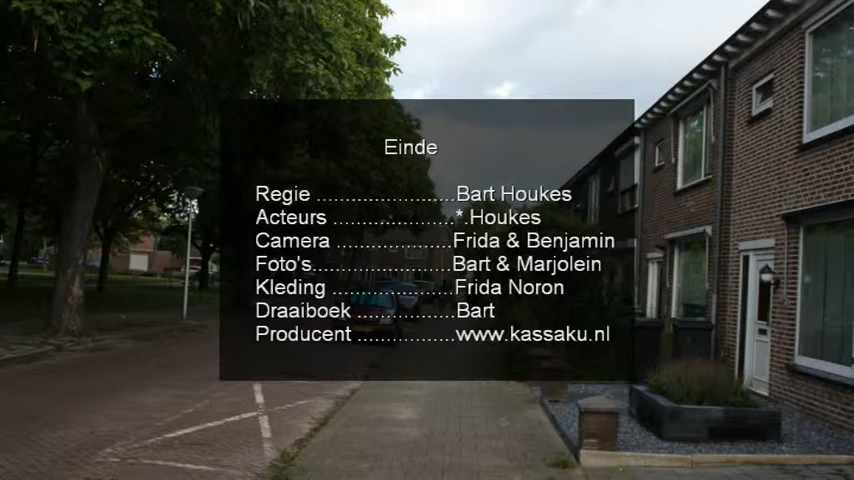 Einde
Regie ........................Bart Houkes
Acteurs .....................*.Houkes
Camera ....................Frida & Benjamin
Foto's........................Bart & Marjolein
Kleding .....................Frida Noron
Draaiboek .................Bart
Producent .................www.kassaku.nl